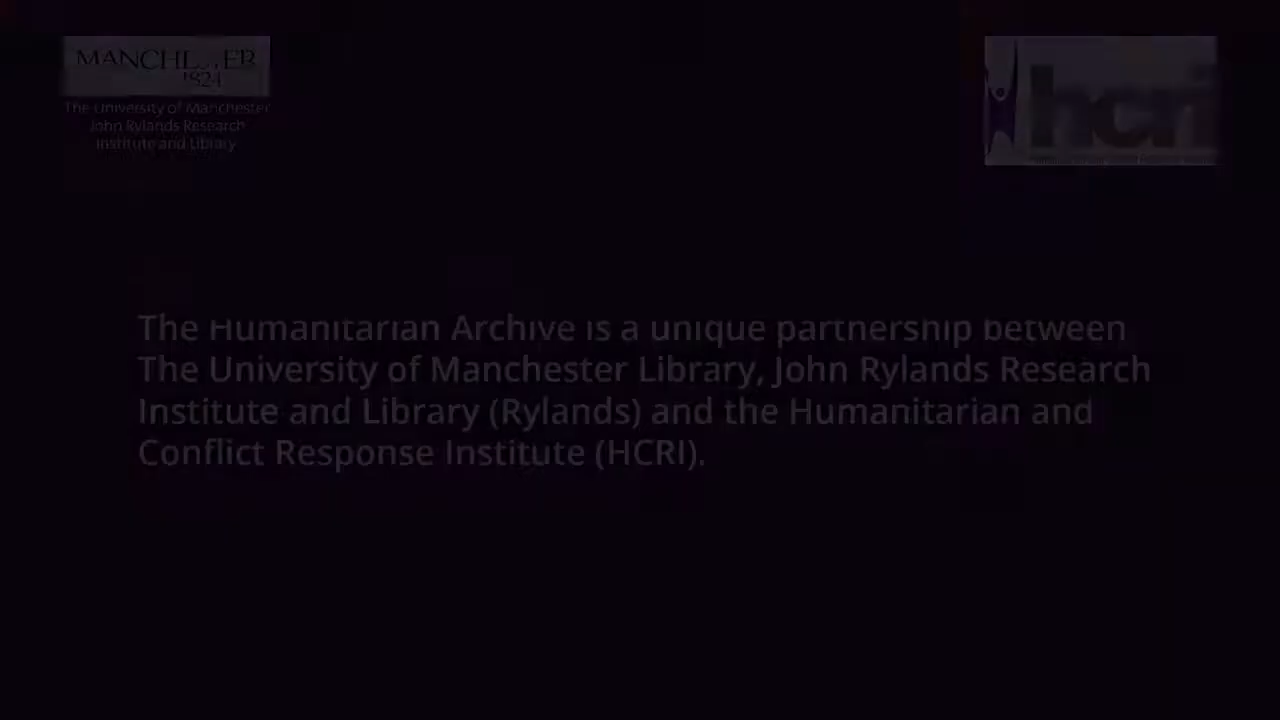 MANCHESTER
1824
The University of Manchester
John Rylands Research
Institute and Library
hcri
The Humanitarian Archive is a unique partnership between
The University of Manchester Library, John Rylands Research
Institute and Library (Rylands) and the Humanitarian and
Conflict Response Institute (HCRI).